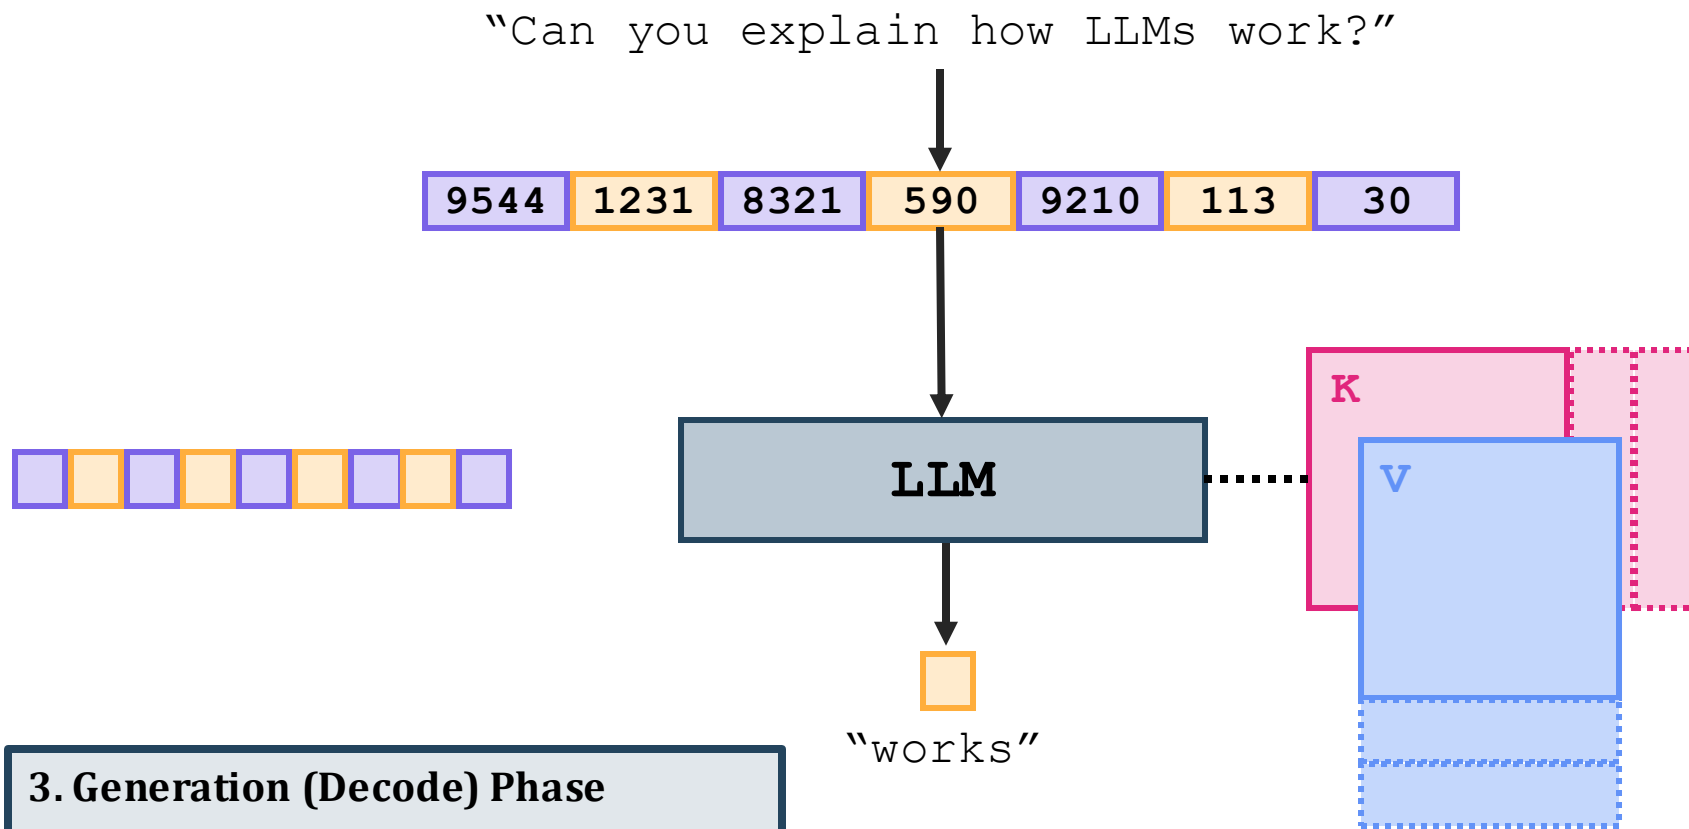 “Can you explain how LLMs work?”
9544 1231 8321 590 9210 113 30
K
V
LLM
“works”
3. Generation (Decode) Phase